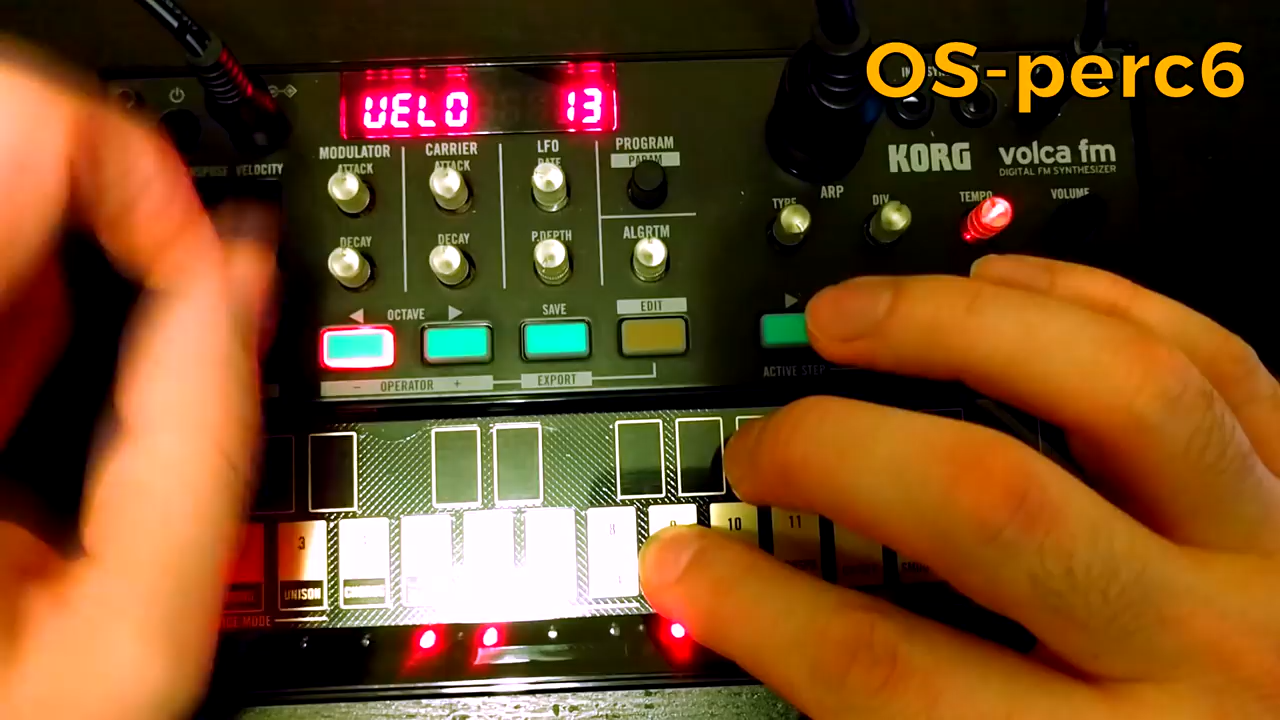 OS-perc6
VELO 13
VELOCITY
MODULATOR
CARRIER
LFO
PROGRAM
PARAM
KORG
volca fm
DIGITAL FM SYNTHESIZER
ATTACK
ATTACK
RATE
ARP
TYPE
DIV
TEMPO
VOLUME
DECAY
DECAY
P.DEPTH
ALGRTM
OCTAVE
SAVE
EDIT
- OPERATOR +
EXPORT
ACTIVE STEP
3
8
9
10
11
UNISON